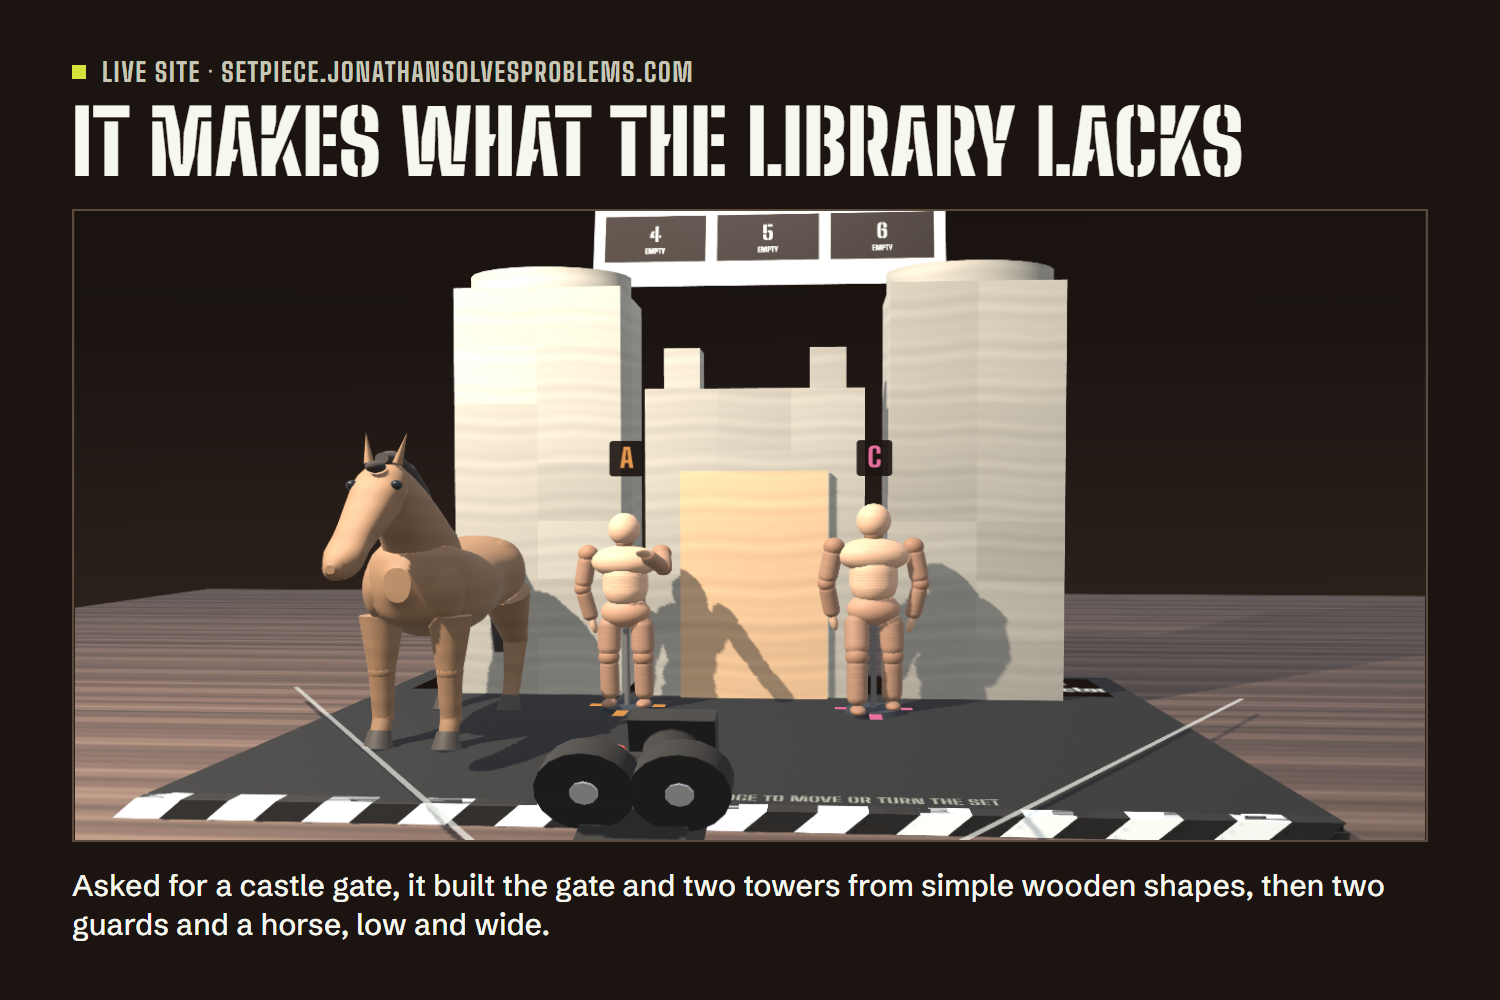 LIVE SITE · SETPIECE.JONATHANSOLVESPROBLEMS.COM
IT MAKES WHAT THE LIBRARY LACKS
4
EMPTY
5
EMPTY
6
EMPTY
A
C
TO MOVE OR TURN THE SET
Asked for a castle gate, it built the gate and two towers from simple wooden shapes, then two
guards and a horse, low and wide.